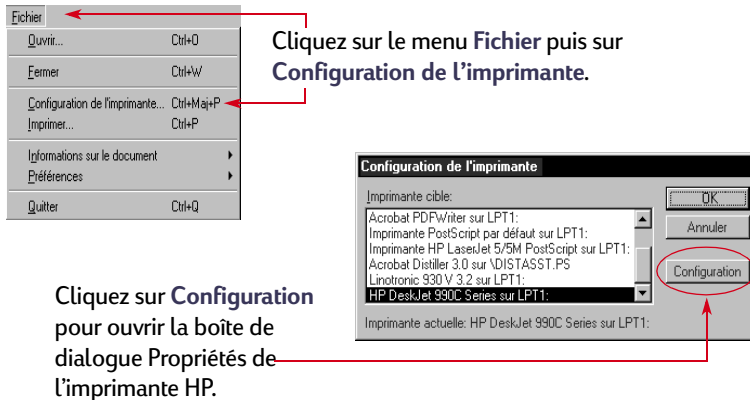 Fichier
Ouvrir... Ctrl+O
Fermer Ctrl+W
Configuration de l'imprimante... Ctrl+Maj+P
Imprimer... Ctrl+P
Informations sur le document
Préférences
Quitter Ctrl+Q
Cliquez sur le menu Fichier puis sur
Configuration de l’imprimante.
Configuration de l'imprimante
Imprimante cible:
Acrobat PDFWriter sur LPT1:
Imprimante PostScript par défaut sur LPT1:
Imprimante HP LaserJet 5/5M PostScript sur LPT1:
Acrobat Distiller 3.0 sur \DISTASST.PS
Linotronic 930 V 3.2 sur LPT1:
HP DeskJet 990C Series sur LPT1:
Imprimante actuelle: HP DeskJet 990C Series sur LPT1:
OK
Annuler
Configuration
Cliquez sur Configuration
pour ouvrir la boîte de
dialogue Propriétés de
l’imprimante HP.